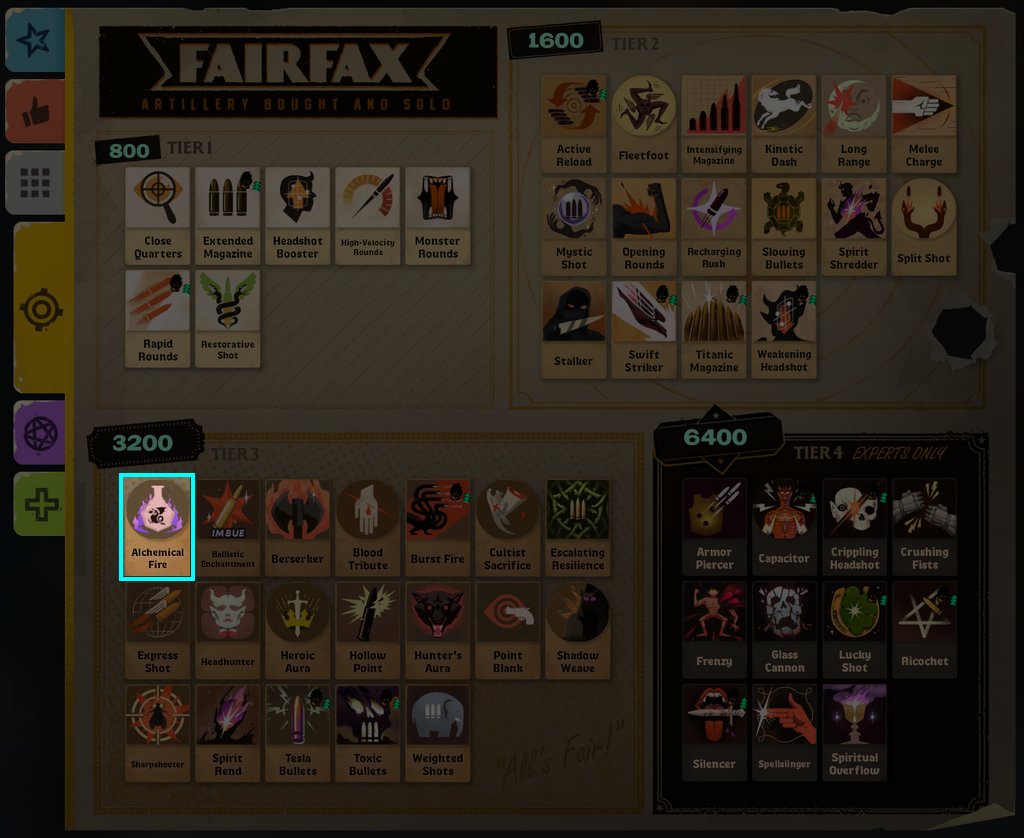 FAIRFAX
ARTILLERY BOUGHT AND SOLD
800 TIER 1
Close Quarters
Extended Magazine
Headshot Booster
High-Velocity Rounds
Monster Rounds
Rapid Rounds
Restorative Shot
1600 TIER 2
Active Reload
Fleetfoot
Intensifying Magazine
Kinetic Dash
Long Range
Melee Charge
Mystic Shot
Opening Rounds
Recharging Rush
Slowing Bullets
Spirit Shredder
Split Shot
Stalker
Swift Striker
Titanic Magazine
Weakening Headshot
3200 TIER 3
Alchemical Fire
IMBUE
Ballistic Enchantment
Berserker
Blood Tribute
Burst Fire
Cultist Sacrifice
Escalating Resilience
Express Shot
Headhunter
Heroic Aura
Hollow Point
Hunter's Aura
Point Blank
Shadow Weave
Sharpshooter
Spirit Rend
Tesla Bullets
Toxic Bullets
Weighted Shots
"All's Fair!"
6400 TIER 4 EXPERTS ONLY
Armor Piercer
Capacitor
Crippling Headshot
Crushing Fists
Frenzy
Glass Cannon
Lucky Shot
Ricochet
Silencer
Spellslinger
Spiritual Overflow